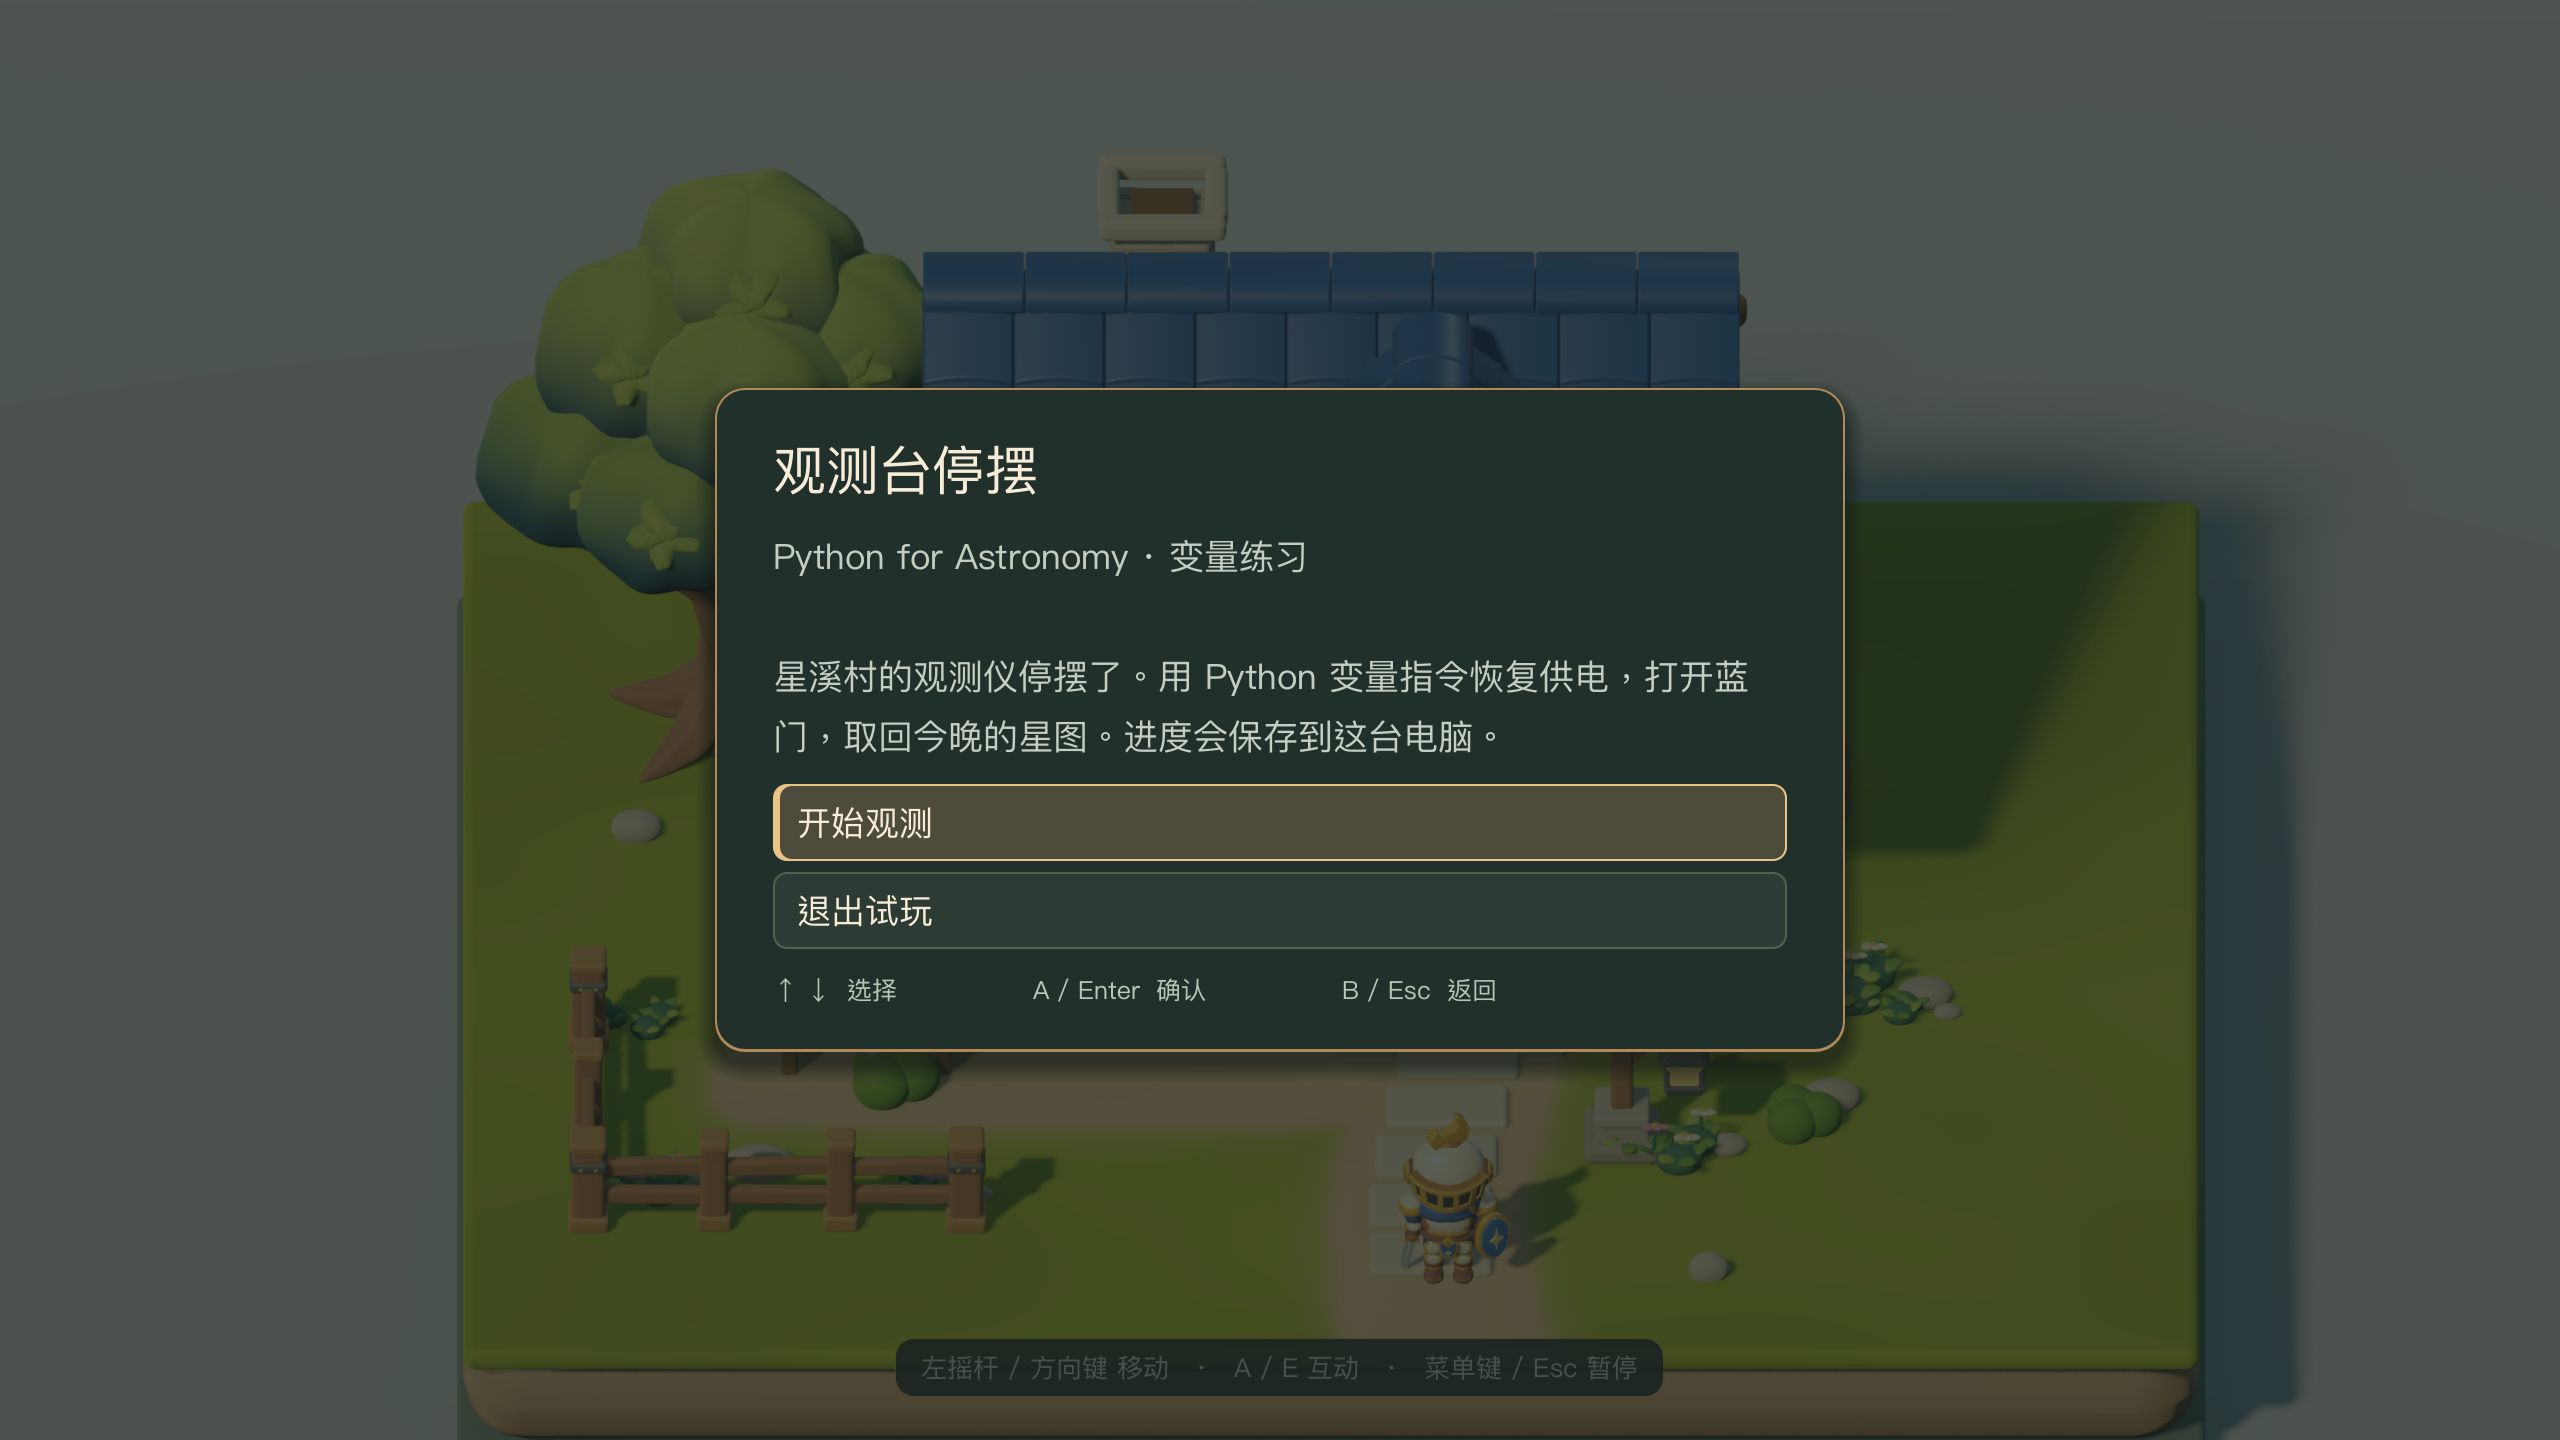 观测台停摆
Python for Astronomy · 变量练习
星溪村的观测仪停摆了。用 Python 变量指令恢复供电，打开蓝
门，取回今晚的星图。进度会保存到这台电脑。
开始观测
退出试玩
↑ ↓ 选择 A / Enter 确认 B / Esc 返回
左摇杆 / 方向键 移动 · A / E 互动 · 菜单键 / Esc 暂停